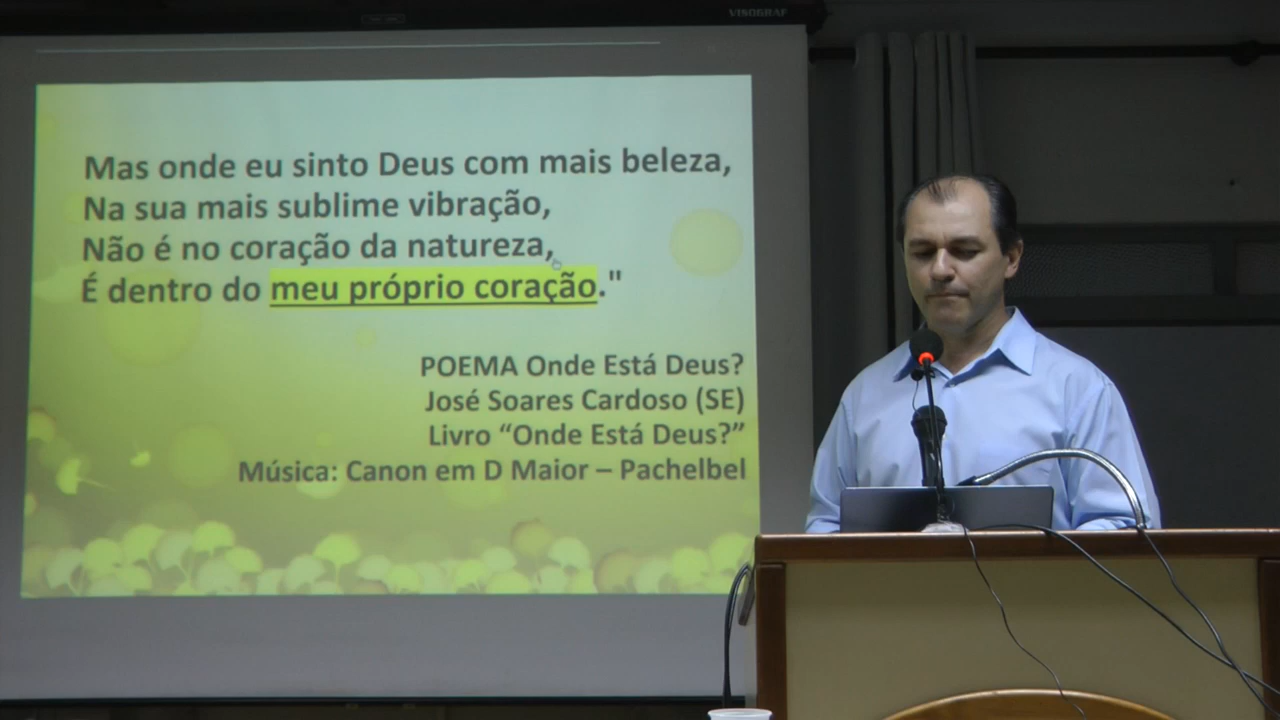 VISOGRAF
Mas onde eu sinto Deus com mais beleza,
Na sua mais sublime vibração,
Não é no coração da natureza,
É dentro do meu próprio coração."
POEMA Onde Está Deus?
José Soares Cardoso (SE)
Livro “Onde Está Deus?”
Música: Canon em D Maior – Pachelbel